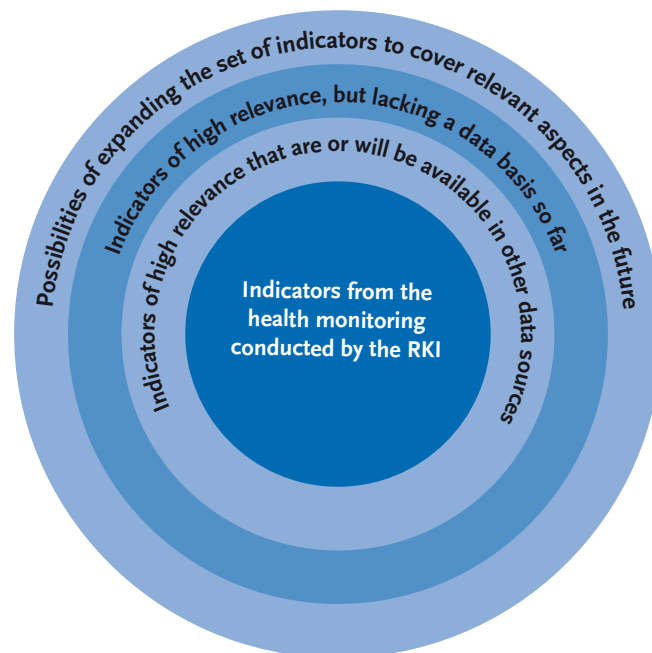 Possibilities of expanding the set of indicators to cover relevant aspects in the future
Indicators of high relevance, but lacking a data basis so far
Indicators of high relevance that are or will be available in other data sources
Indicators from the
health monitoring
conducted by the RKI